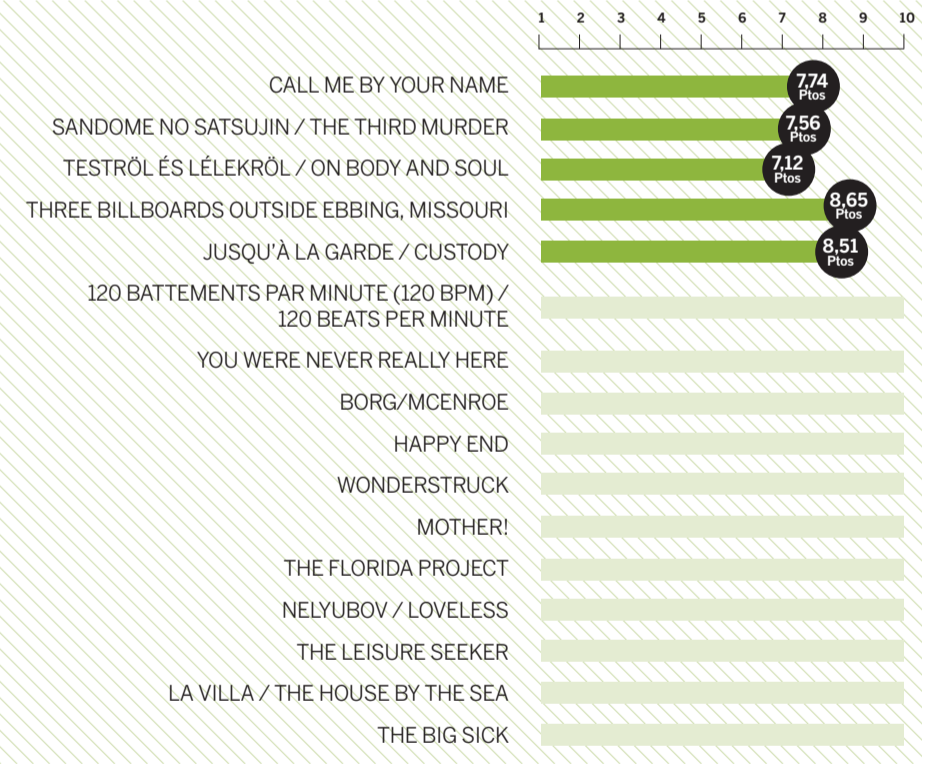 1 2 3 4 5 6 7 8 9 10
CALL ME BY YOUR NAME 7,74 Ptos
SANDOME NO SATSUJIN / THE THIRD MURDER 7,56 Ptos
TESTRÖL ÉS LÉLEKRÖL / ON BODY AND SOUL 7,12 Ptos
THREE BILLBOARDS OUTSIDE EBBING, MISSOURI 8,65 Ptos
JUSQU’À LA GARDE / CUSTODY 8,51 Ptos
120 BATTEMENTS PAR MINUTE (120 BPM) /
120 BEATS PER MINUTE
YOU WERE NEVER REALLY HERE
BORG/MCENROE
HAPPY END
WONDERSTRUCK
MOTHER!
THE FLORIDA PROJECT
NELYUBOV / LOVELESS
THE LEISURE SEEKER
LA VILLA / THE HOUSE BY THE SEA
THE BIG SICK